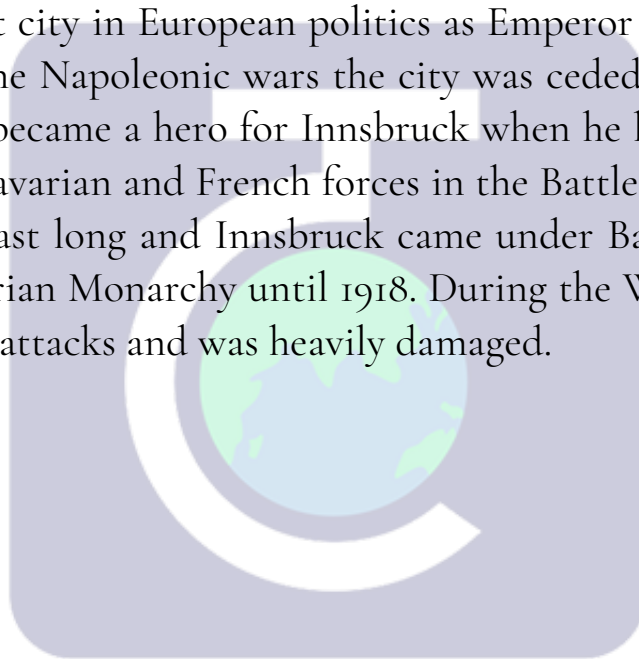 city in European politics as Emperor
Napoleonic wars the city was ceded
became a hero for Innsbruck when he
and French forces in the Battle
long and Innsbruck came under
Monarchy until 1918. During the
attacks and was heavily damaged.